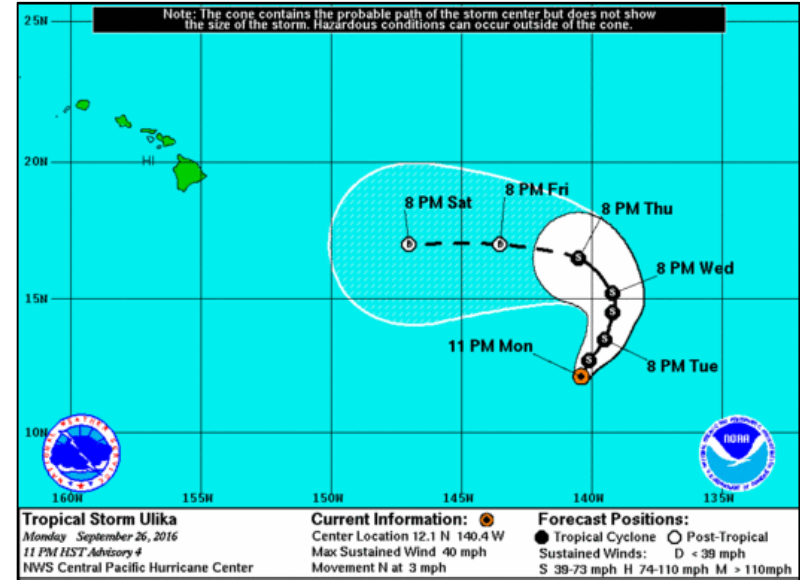 Note: The cone contains the probable path of the storm center but does not show
the size of the storm. Hazardous conditions can occur outside of the cone.
25N
20N
HI
8 PM Sat
8 PM Fri
8 PM Thu
D
D
S
8 PM Wed
S
15N
S
11 PM Mon
S
8 PM Tue
S
10N
NATIONAL WEATHER SERVICE
NOAA
160W
155W
150W
145W
140W
135W
Tropical Storm Ulika
Monday September 26, 2016
11 PM HST Advisory 4
NWS Central Pacific Hurricane Center
Current Information:
Center Location 12.1 N 140.4 W
Max Sustained Wind 40 mph
Movement N at 3 mph
Forecast Positions:
Tropical Cyclone Post-Tropical
Sustained Winds: D < 39 mph
S 39-73 mph H 74-110 mph M > 110mph